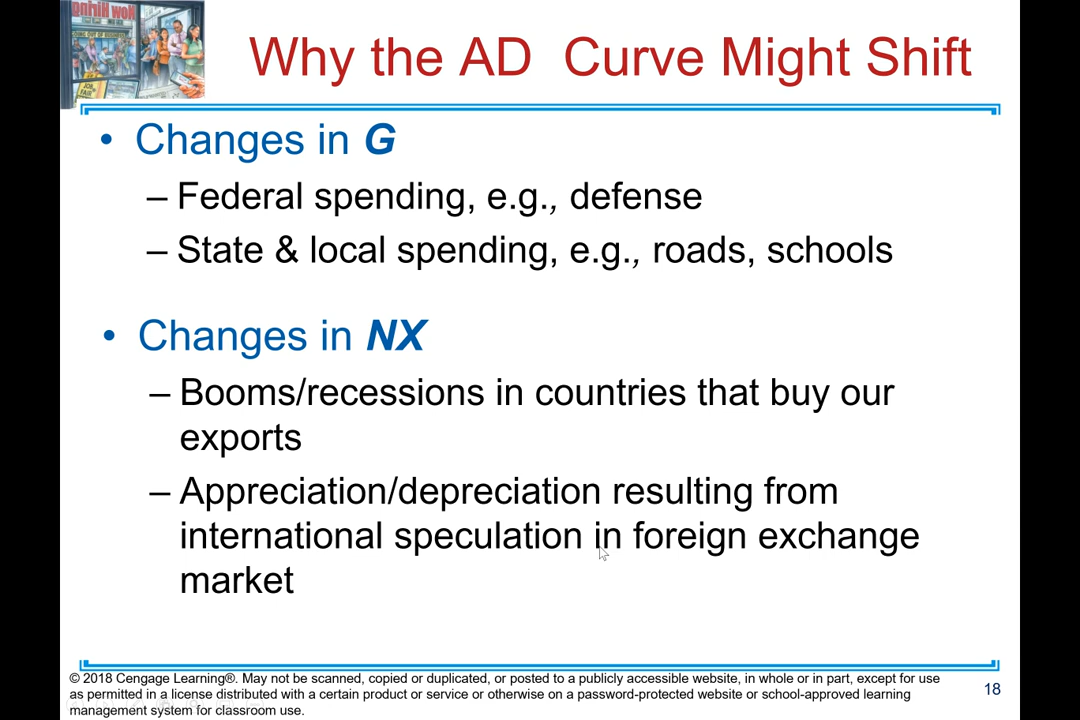 Now Hiring
JOB
FAIR
Why the AD Curve Might Shift
• Changes in G
– Federal spending, e.g., defense
– State & local spending, e.g., roads, schools
• Changes in NX
– Booms/recessions in countries that buy our
exports
– Appreciation/depreciation resulting from
international speculation in foreign exchange
market
© 2018 Cengage Learning®. May not be scanned, copied or duplicated, or posted to a publicly accessible website, in whole or in part, except for use
as permitted in a license distributed with a certain product or service or otherwise on a password-protected website or school-approved learning
management system for classroom use.
18